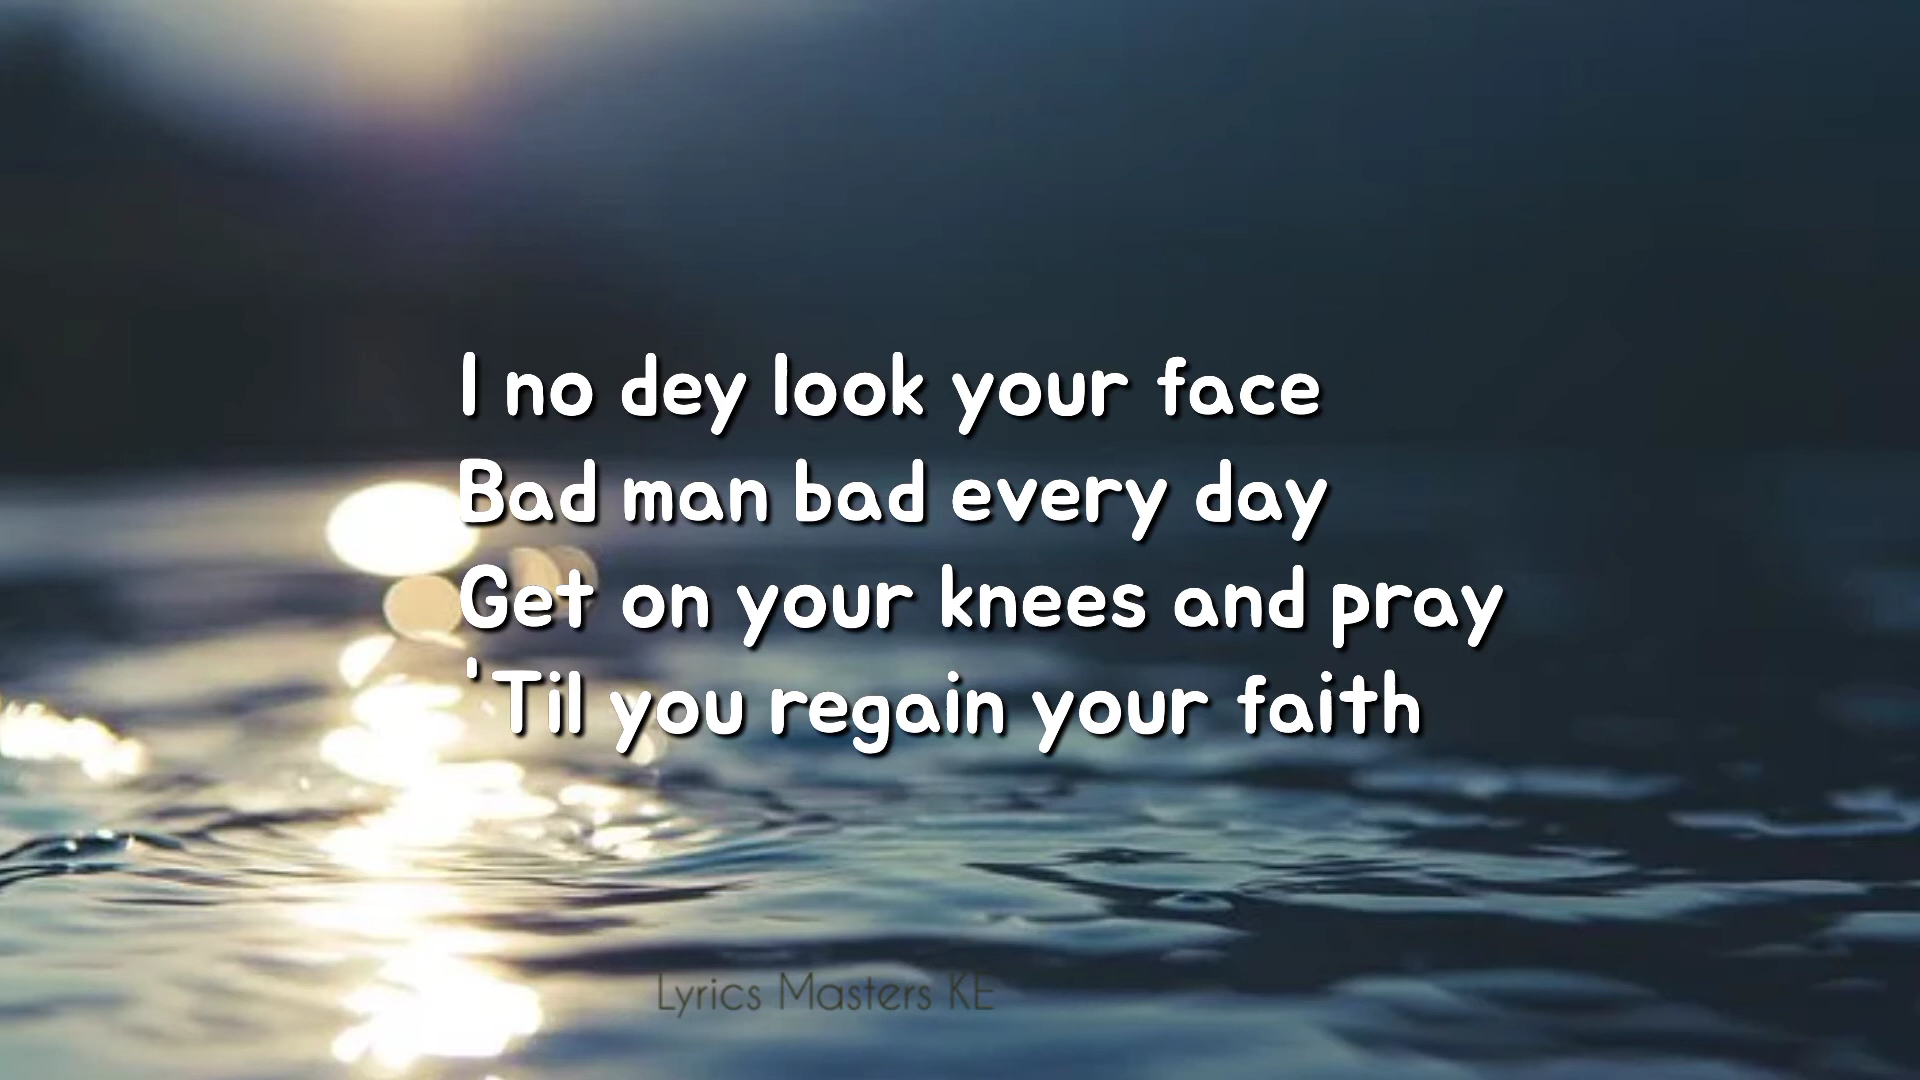 I no dey look your face
Bad man bad every day
Get on your knees and pray
'Til you regain your faith
Lyrics Masters KE